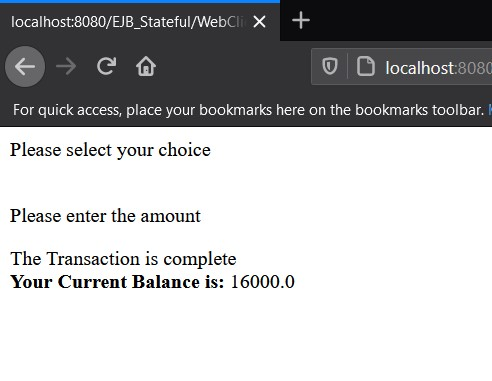 localhost:8080/EJB_Stateful/WebCli
localhost:8080
For quick access, place your bookmarks here on the bookmarks toolbar.
Please select your choice
Please enter the amount
The Transaction is complete
Your Current Balance is: 16000.0